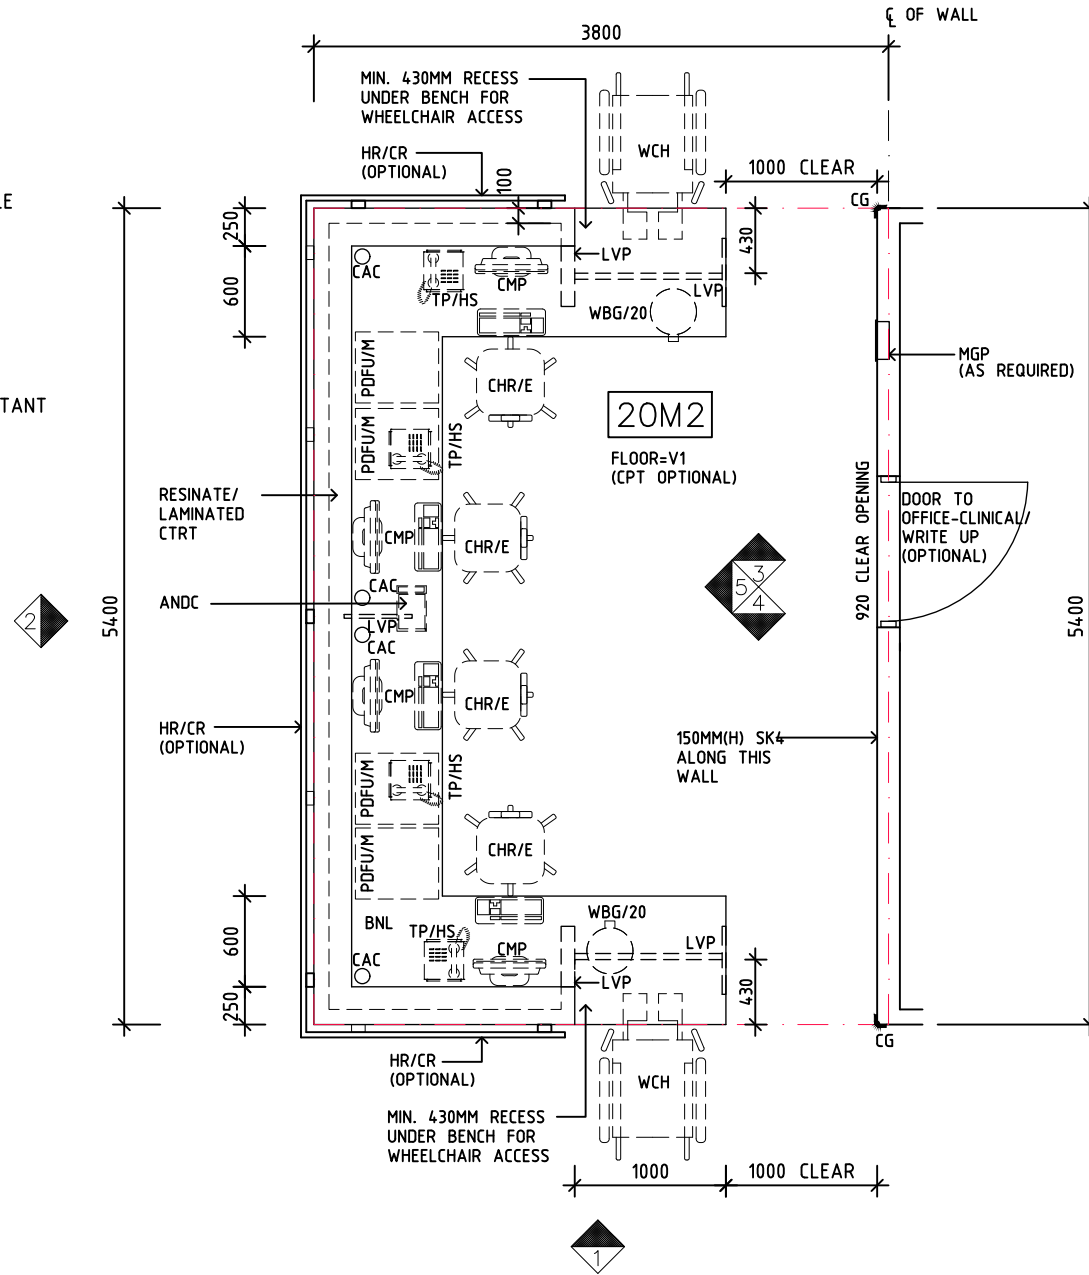 ℄ OF WALL
3800
MIN. 430MM RECESS
UNDER BENCH FOR
WHEELCHAIR ACCESS
WCH
HR/CR
(OPTIONAL)
1000 CLEAR
100
CG
LE
250
430
LVP
CAC
TP/HS
CMP
LVP
600
WBG/20
MGP
(AS REQUIRED)
PDFU/M
CHR/E
TANT
20M2
PDFU/M
TP/HS
FLOOR=V1
(CPT OPTIONAL)
RESINATE/
LAMINATED
CTRT
920 CLEAR OPENING
DOOR TO
OFFICE-CLINICAL/
WRITE UP
(OPTIONAL)
CMP
CHR/E
3
5
4
CAC
ANDC
2
5400
LVP
5400
CAC
CMP
CHR/E
HR/CR
(OPTIONAL)
150MM(H) SK4
ALONG THIS
WALL
PDFU/M
TP/HS
PDFU/M
CHR/E
BNL
WBG/20
600
TP/HS
CMP
LVP
CAC
LVP
250
430
CG
HR/CR
(OPTIONAL)
WCH
MIN. 430MM RECESS
UNDER BENCH FOR
WHEELCHAIR ACCESS
1000
1000 CLEAR
1